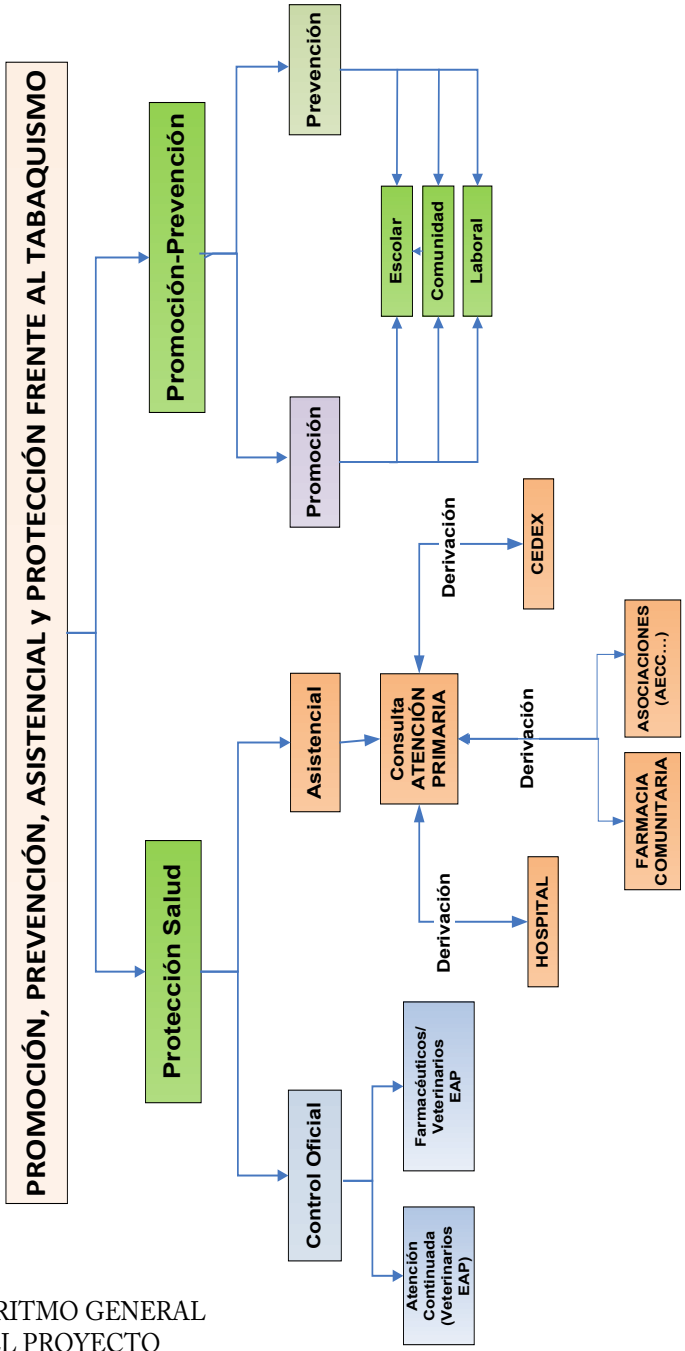 PROMOCIÓN, PREVENCIÓN, ASISTENCIAL y PROTECCIÓN FRENTE AL TABAQUISMO
Protección Salud
Promoción-Prevención
Control Oficial
Asistencial
Promoción
Prevención
Atención
Continuada
(Veterinarios
EAP)
Farmacéuticos/
Veterinarios
EAP
Consulta
ATENCIÓN
PRIMARIA
Derivación
HOSPITAL
Derivación
FARMACIA
COMUNITARIA
ASOCIACIONES
(AECC...)
Derivación
CEDEX
Escolar
Comunidad
Laboral
RITMO GENERAL
L PROYECTO